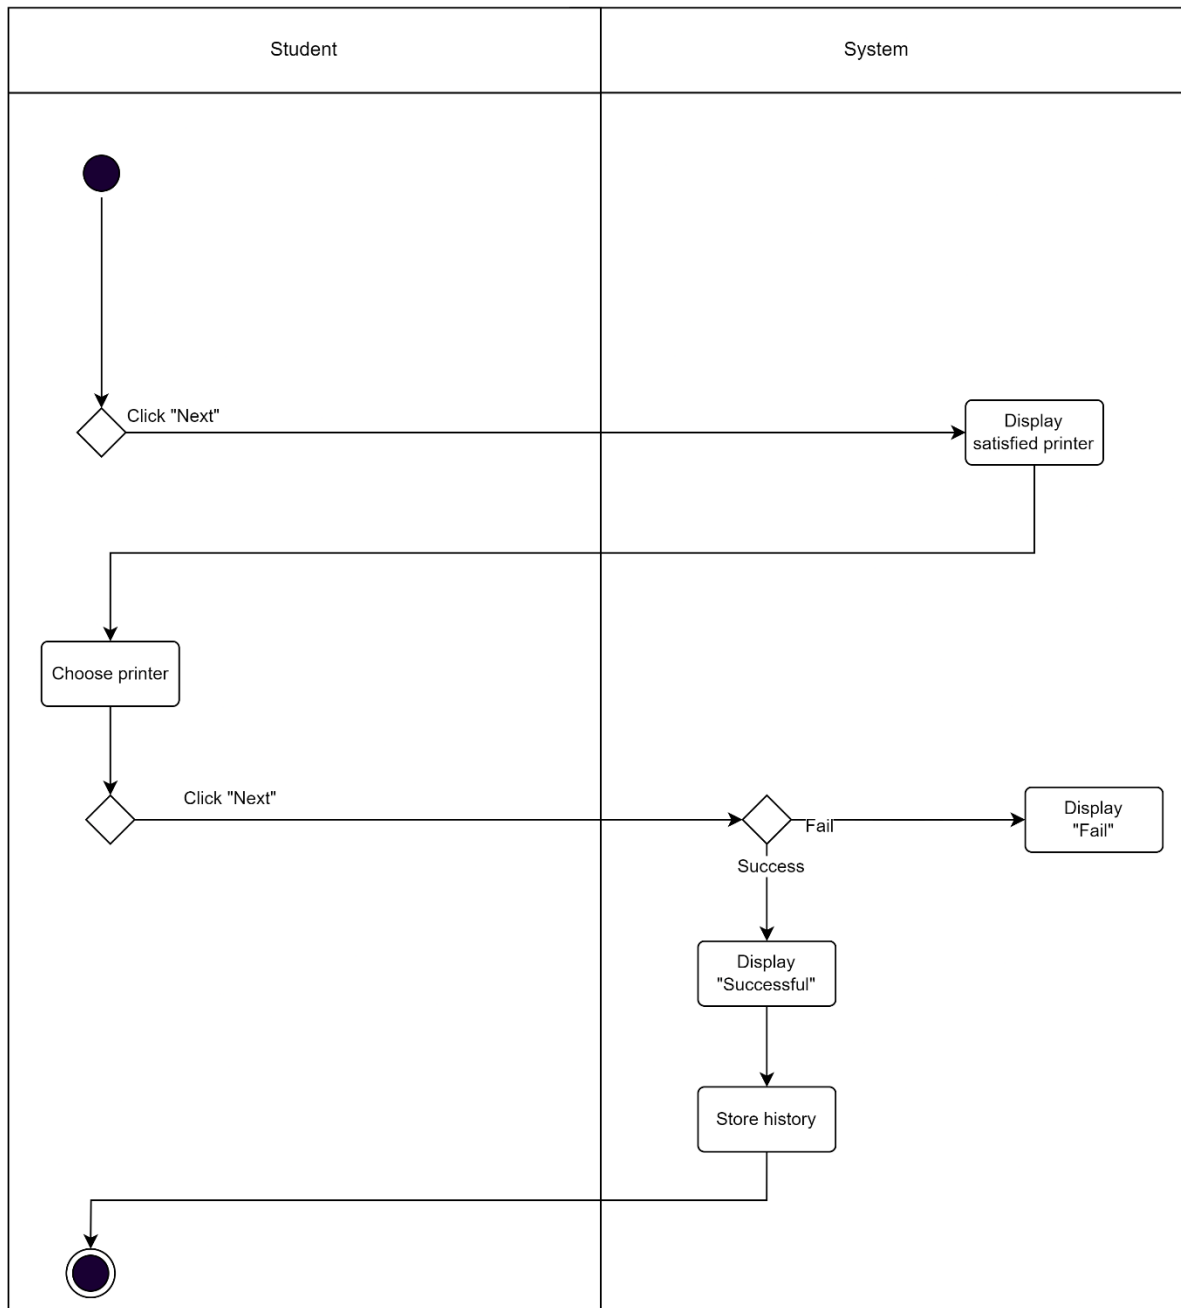 Student
System
Click "Next"
Display
satisfied printer
Choose printer
Click "Next"
Fail
Display
"Fail"
Success
Display
"Successful"
Store history